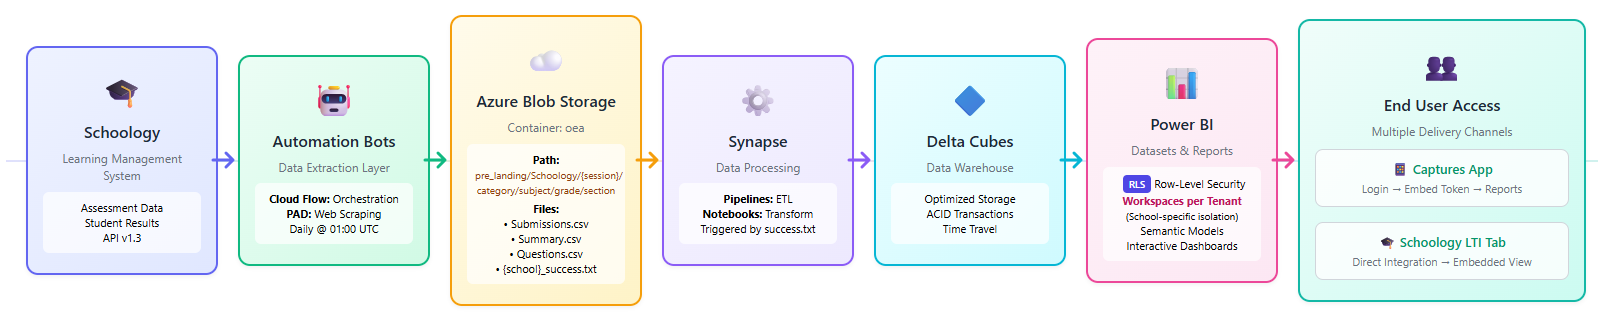 Schoology
Learning Management
System
Assessment Data
Student Results
API v1.3
Automation Bots
Data Extraction Layer
Cloud Flow: Orchestration
PAD: Web Scraping
Daily @ 01:00 UTC
Azure Blob Storage
Container: oea
Path:
pre_landing/Schoology/{session}/
category/subject/grade/section
Files:
• Submissions.csv
• Summary.csv
• Questions.csv
• {school}_success.txt
Synapse
Data Processing
Pipelines: ETL
Notebooks: Transform
Triggered by success.txt
Delta Cubes
Data Warehouse
Optimized Storage
ACID Transactions
Time Travel
Power BI
Datasets & Reports
RLS Row-Level Security
Workspaces per Tenant
(School-specific isolation)
Semantic Models
Interactive Dashboards
End User Access
Multiple Delivery Channels
Captures App
Login → Embed Token → Reports
Schoology LTI Tab
Direct Integration → Embedded View